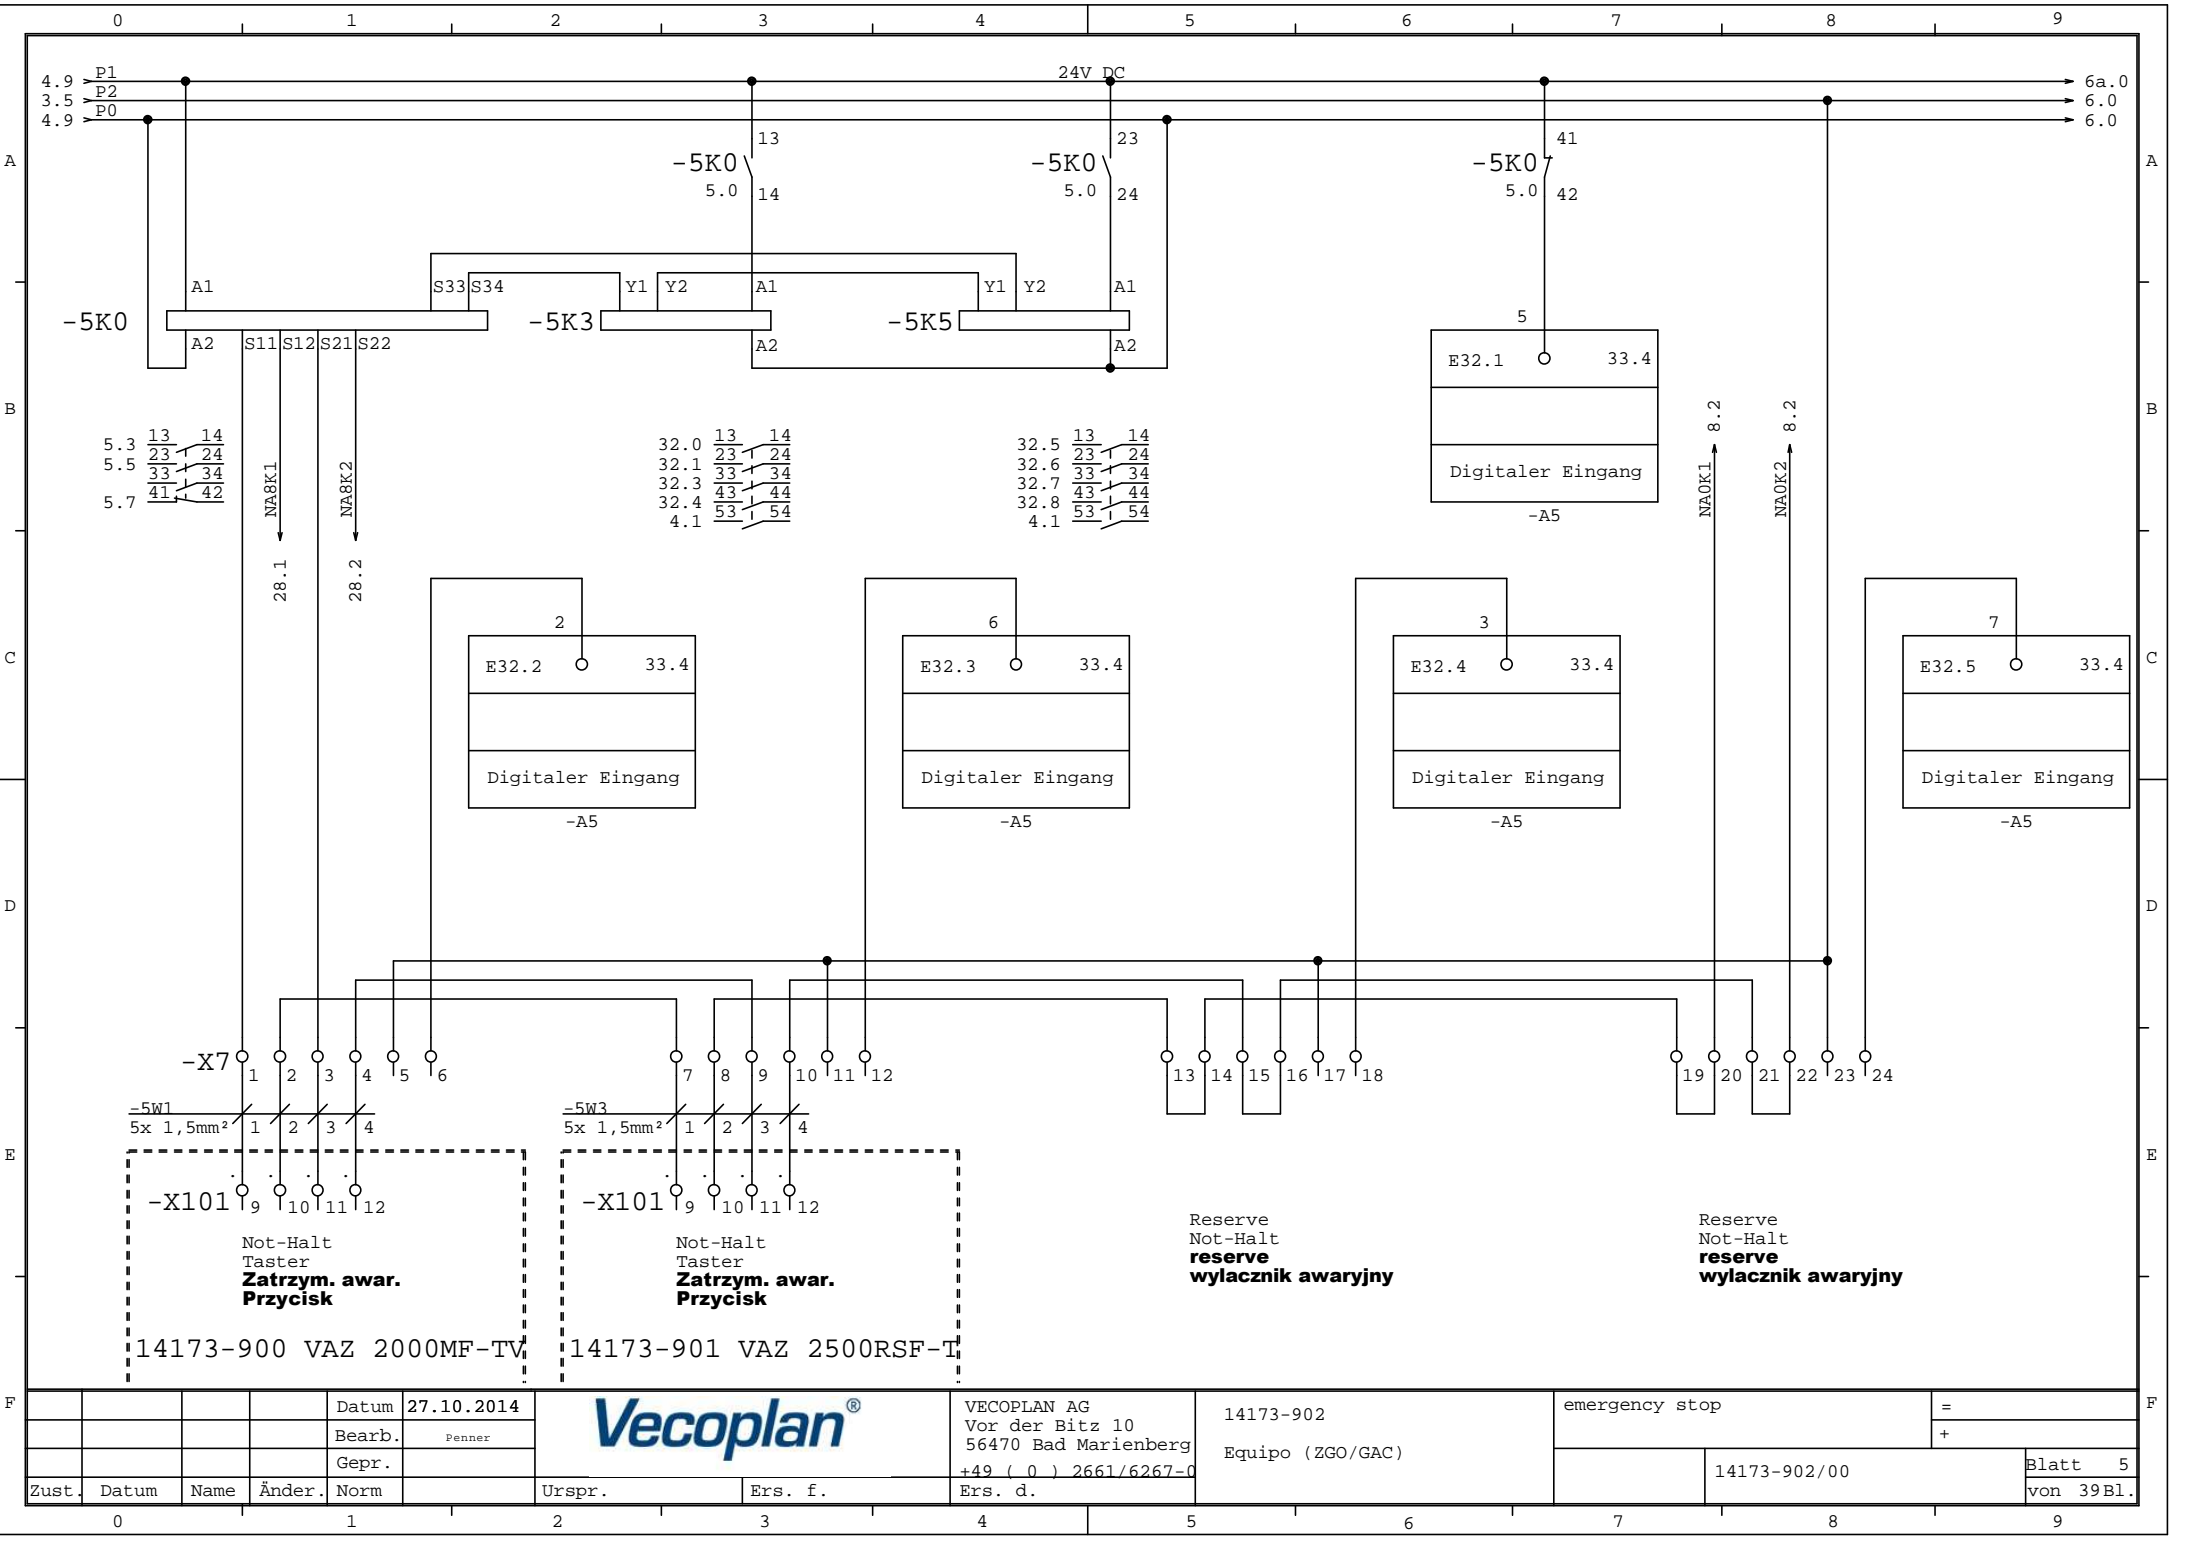 0 1 2 3 4 5 6 7 8 9
4.9 P1 24V DC 6a.0
3.5 P2 6.0
4.9 P0 6.0
13 23 41
A -5K0 -5K0 -5K0 A
5.0 14 5.0 24 5.0 42
A1 S33 S34 Y1 Y2 A1 Y1 Y2 A1
-5K0 -5K3 -5K5 5
A2 S11 S12 S21 S22 A2 A2
E32.1 33.4
B B
NA8K1 28.1
NA8K2 28.2
NA0K1 8.2
NA0K2 8.2
5.3 13 14
5.5 23 24
33 34
5.7 41 42
32.0 13 14
32.1 23 24
32.3 33 34
32.4 43 44
4.1 53 54
32.5 13 14
32.6 23 24
32.7 33 34
32.8 43 44
4.1 53 54
Digitaler Eingang
-A5
2 6 3 7
C E32.2 33.4 E32.3 33.4 E32.4 33.4 E32.5 33.4 C
Digitaler Eingang Digitaler Eingang Digitaler Eingang Digitaler Eingang
-A5 -A5 -A5 -A5
D D
-X7 1 2 3 4 5 6 7 8 9 10 11 12 13 14 15 16 17 18 19 20 21 22 23 24
-5W1 -5W3
5x 1,5mm² 1 2 3 4 5x 1,5mm² 1 2 3 4
E E
-X101 9 10 11 12 -X101 9 10 11 12
Not-Halt
Taster
Zatrzym. awar.
Przycisk
14173-900 VAZ 2000MF-TV
Not-Halt
Taster
Zatrzym. awar.
Przycisk
14173-901 VAZ 2500RSF-T
Reserve
Not-Halt
reserve
wylacznik awaryjny
Reserve
Not-Halt
reserve
wylacznik awaryjny
F F
Datum 27.10.2014
Bearb. Penner
Gepr.
Zust. Datum Name Änder. Norm
Vecoplan®
Urspr. Ers. f. Ers. d.
VECOPLAN AG
Vor der Bitz 10
56470 Bad Marienberg
+49 ( 0 ) 2661/6267-0
14173-902
Equipo (ZGO/GAC)
emergency stop
=
+
14173-902/00
Blatt 5
von 39Bl.
0 1 2 3 4 5 6 7 8 9